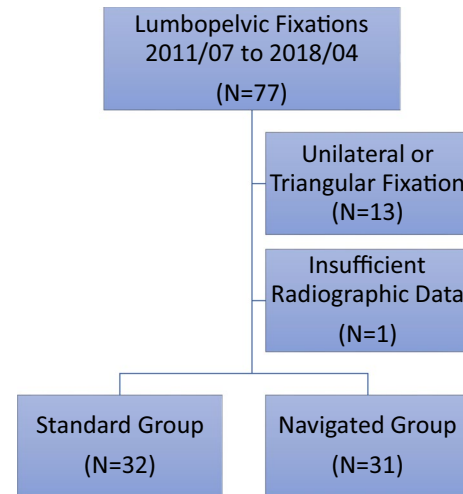 Lumbopelvic Fixations
2011/07 to 2018/04
(N=77)
Unilateral or
Triangular Fixation
(N=13)
Insufficient
Radiographic Data
(N=1)
Standard Group
(N=32)
Navigated Group
(N=31)